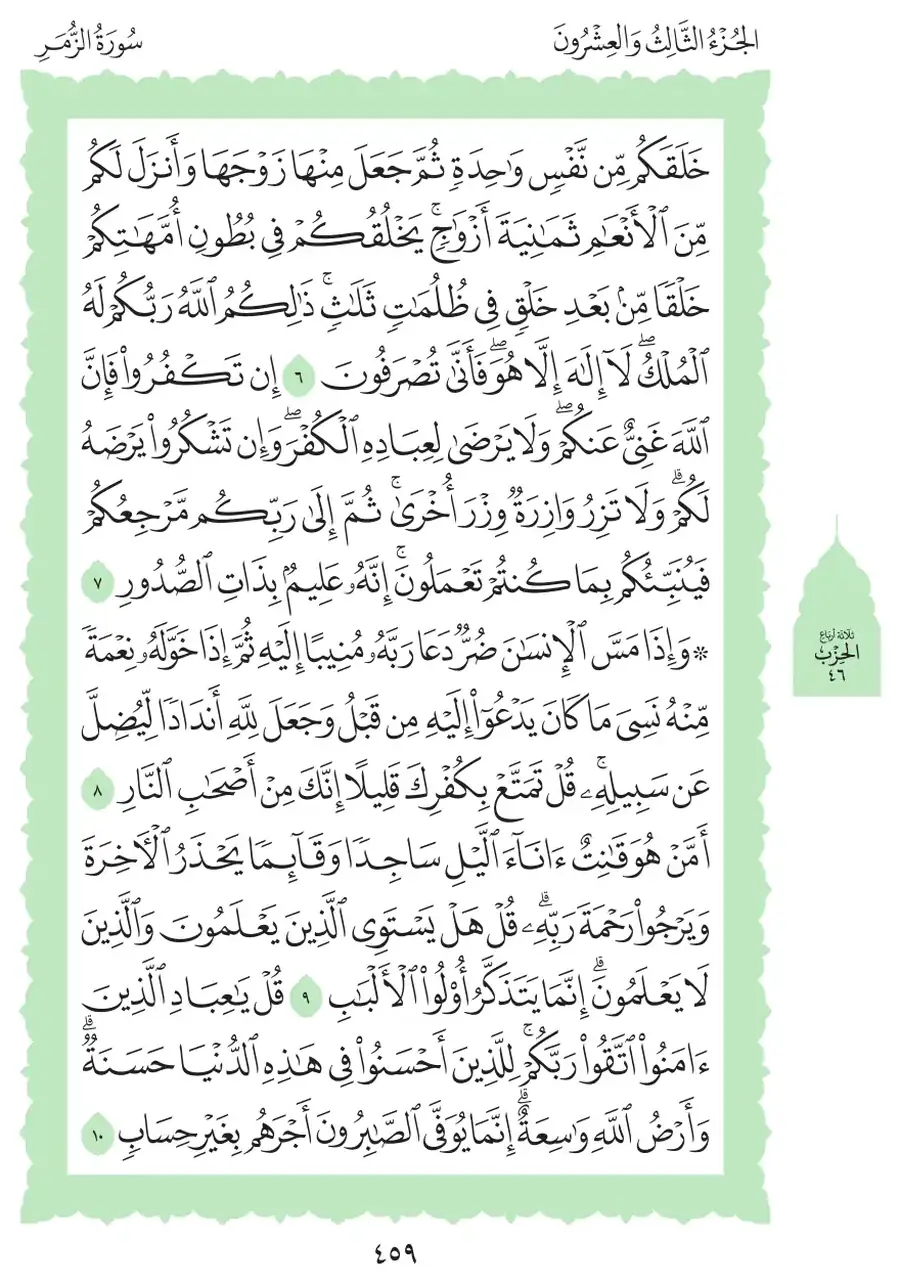 الجُزْءُ الثَّالِثُ وَالعِشْرُونَ
سُورَةُ الزُّمَرِ
خَلَقَكُم مِّن نَّفۡسٖ وَٰحِدَةٖ ثُمَّ جَعَلَ مِنۡهَا زَوۡجَهَا وَأَنزَلَ لَكُم
مِّنَ ٱلۡأَنۡعَٰمِ ثَمَٰنِيَةَ أَزۡوَٰجٖۚ يَخۡلُقُكُمۡ فِي بُطُونِ أُمَّهَٰتِكُمۡ
خَلۡقٗا مِّنۢ بَعۡدِ خَلۡقٖ فِي ظُلُمَٰتٖ ثَلَٰثٖۚ ذَٰلِكُمُ ٱللَّهُ رَبُّكُمۡ لَهُ
ٱلۡمُلۡكُۖ لَآ إِلَٰهَ إِلَّا هُوَۖ فَأَنَّىٰ تُصۡرَفُونَ ٦ إِن تَكۡفُرُواْ فَإِنَّ
ٱللَّهَ غَنِيٌّ عَنكُمۡۖ وَلَا يَرۡضَىٰ لِعِبَادِهِ ٱلۡكُفۡرَۖ وَإِن تَشۡكُرُواْ يَرۡضَهُ
لَكُمۡۗ وَلَا تَزِرُ وَازِرَةٞ وِزۡرَ أُخۡرَىٰۚ ثُمَّ إِلَىٰ رَبِّكُم مَّرۡجِعُكُمۡ
فَيُنَبِّئُكُم بِمَا كُنتُمۡ تَعۡمَلُونَۚ إِنَّهُۥ عَلِيمُۢ بِذَاتِ ٱلصُّدُورِ ٧
۞وَإِذَا مَسَّ ٱلۡإِنسَٰنَ ضُرّٞ دَعَا رَبَّهُۥ مُنِيبًا إِلَيۡهِ ثُمَّ إِذَا خَوَّلَهُۥ نِعۡمَةٗ
مِّنۡهُ نَسِيَ مَا كَانَ يَدۡعُوٓاْ إِلَيۡهِ مِن قَبۡلُ وَجَعَلَ لِلَّهِ أَندَادٗا لِّيُضِلَّ
عَن سَبِيلِهِۦۚ قُلۡ تَمَتَّعۡ بِكُفۡرِكَ قَلِيلًا إِنَّكَ مِنۡ أَصۡحَٰبِ ٱلنَّارِ ٨
أَمَّنۡ هُوَ قَٰنِتٌ ءَانَآءَ ٱلَّيۡلِ سَاجِدٗا وَقَآئِمٗا يَحۡذَرُ ٱلۡأٓخِرَةَ
وَيَرۡجُواْ رَحۡمَةَ رَبِّهِۦۗ قُلۡ هَلۡ يَسۡتَوِي ٱلَّذِينَ يَعۡلَمُونَ وَٱلَّذِينَ
لَا يَعۡلَمُونَۗ إِنَّمَا يَتَذَكَّرُ أُوْلُواْ ٱلۡأَلۡبَٰبِ ٩ قُلۡ يَٰعِبَادِ ٱلَّذِينَ
ءَامَنُواْ ٱتَّقُواْ رَبَّكُمۡۚ لِلَّذِينَ أَحۡسَنُواْ فِي هَٰذِهِ ٱلدُّنۡيَا حَسَنَةٞۗ
وَأَرۡضُ ٱللَّهِ وَٰسِعَةٌۗ إِنَّمَا يُوَفَّى ٱلصَّٰبِرُونَ أَجۡرَهُم بِغَيۡرِ حِسَابٖ ١٠
ثلاثة أرباع
الحِزْب
٤٦
٤٥٩